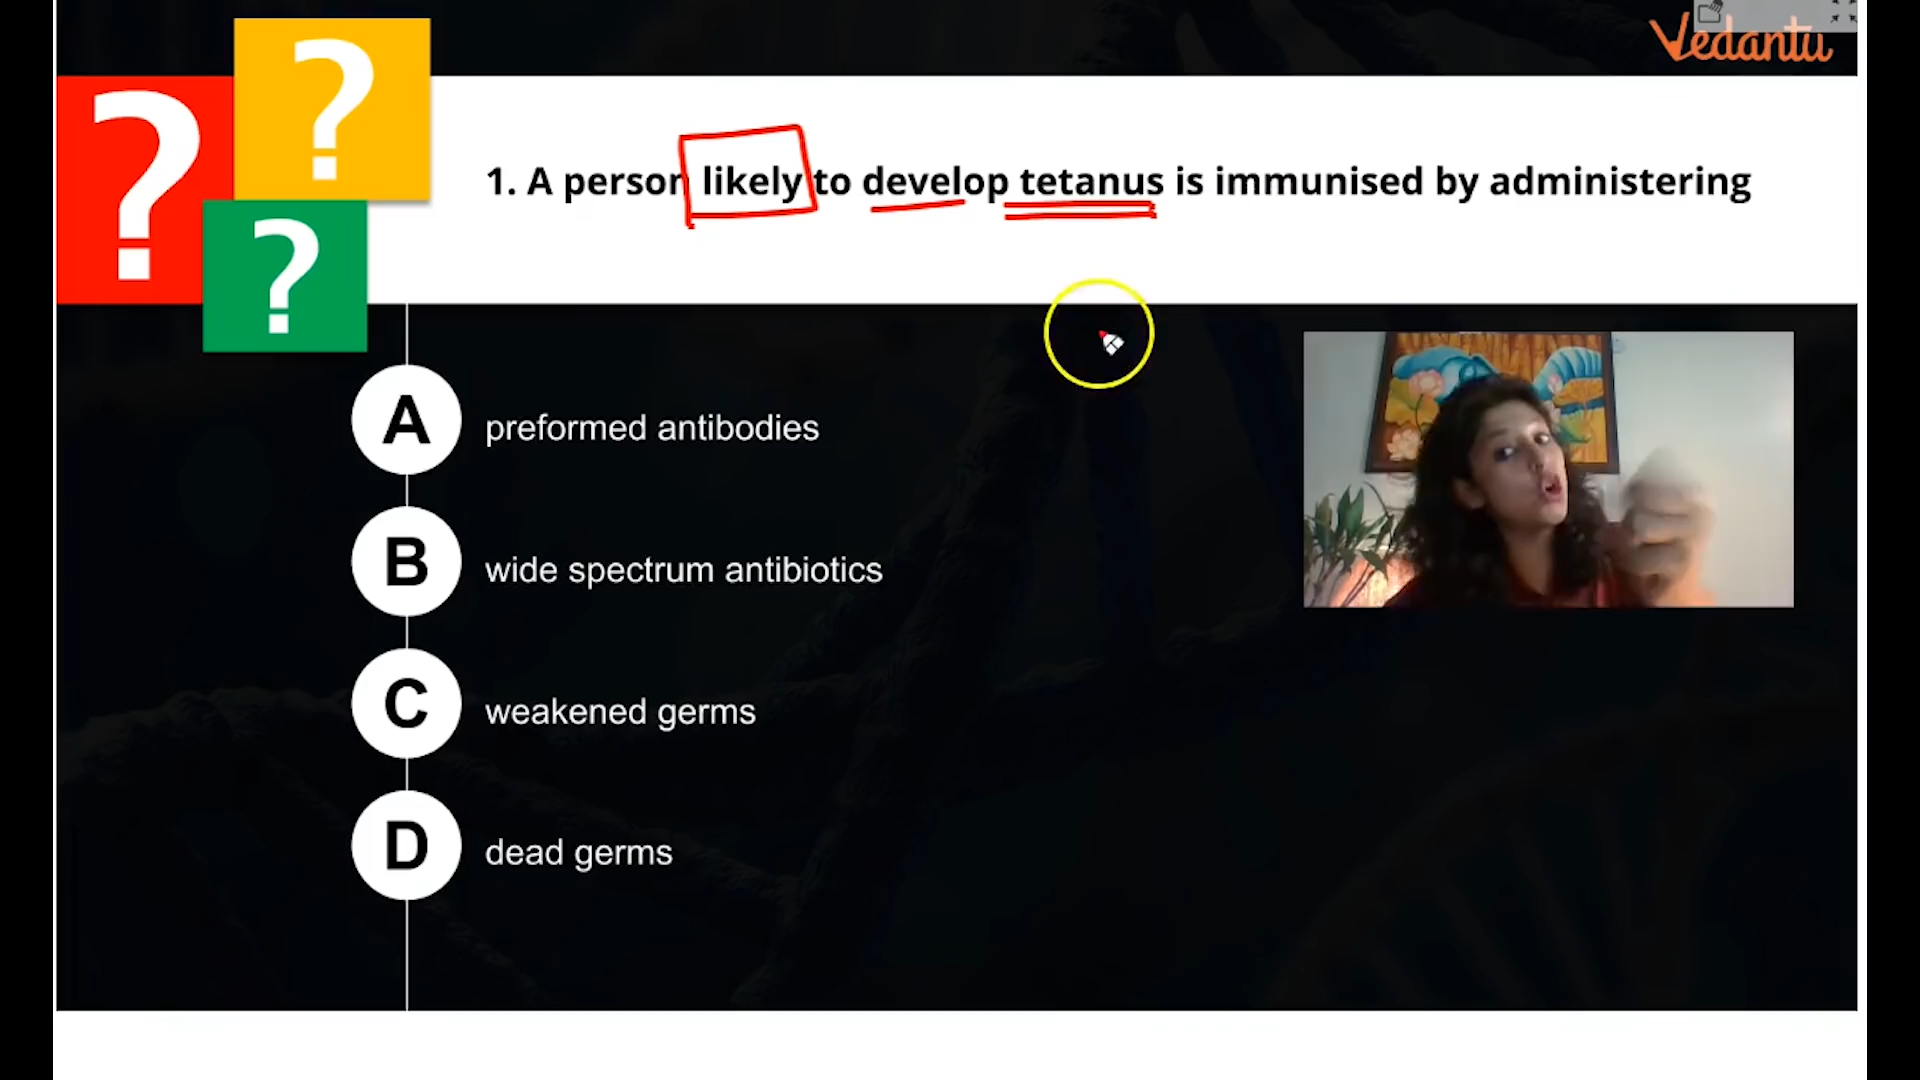 Vedantu
?
?
?
1. A person likely to develop tetanus is immunised by administering
A preformed antibodies
B wide spectrum antibiotics
C weakened germs
D dead germs